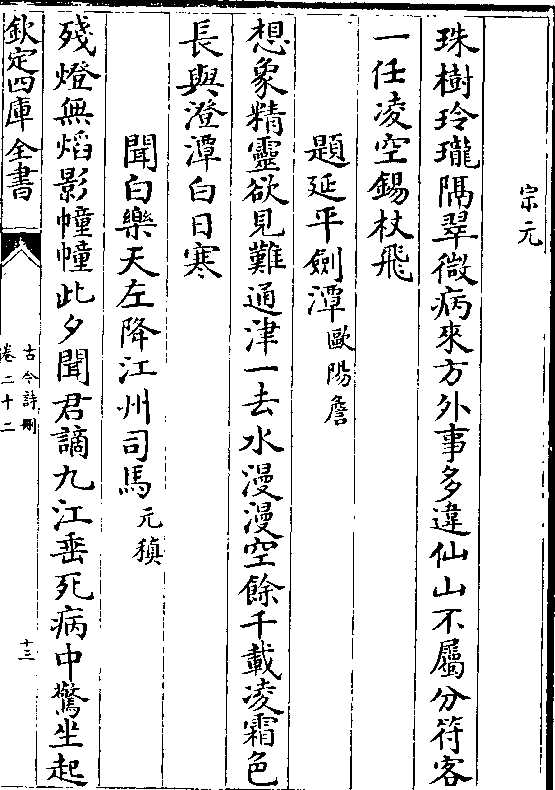 宗元
珠樹玲瓏隔翠微病來方外事多違仙山不屬分符客
一任凌空錫杖飛
題延平劍潭歐陽詹
想象精靈欲見難通津一去水漫漫空餘千載凌霜色
長與澄潭白日寒
聞白樂天左降江州司馬元稹
殘燈無熖影幢幢此夕聞君謫九江垂死病中驚坐起
欽定四庫全書
古今詩刪
卷二十二
十三